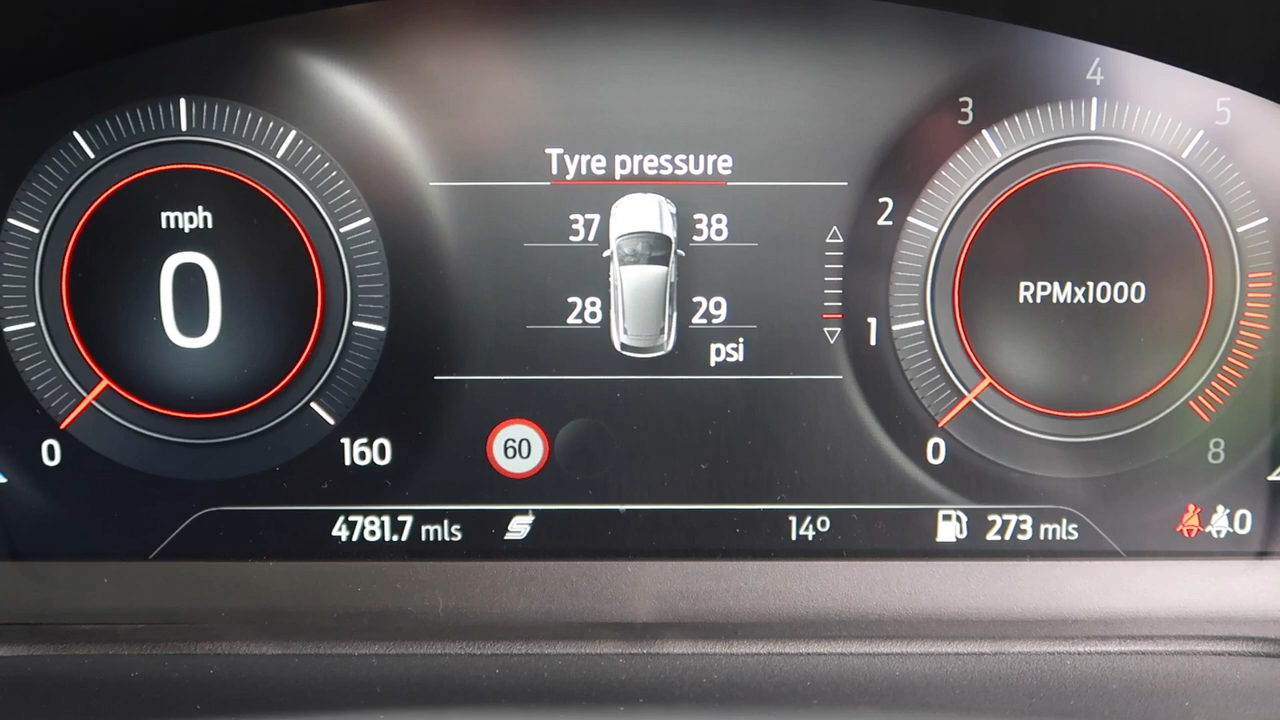 Tyre pressure
37 38
28 29
psi
mph
0
0 160
60
RPMx1000
0
1
2
3
4
5
8
4781.7 mls
14º
273 mls
0